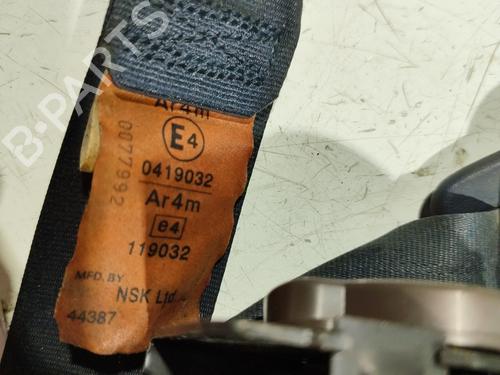 B-PARTS
Ar4m
E4
0419032
Ar4m
e4
119032
MFD. BY
NSK Ltd.
44387
0077992